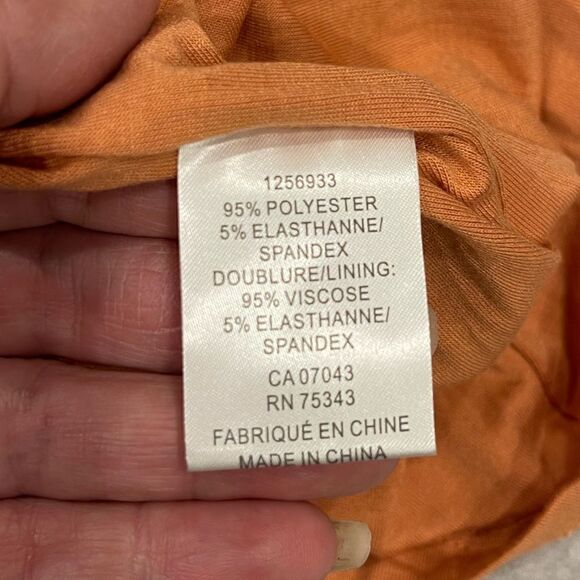 1256933
95% POLYESTER
5% ELASTHANNE/
SPANDEX
DOUBLURE/LINING:
95% VISCOSE
5% ELASTHANNE/
SPANDEX
CA 07043
RN 75343
FABRIQUÉ EN CHINE
MADE IN CHINA